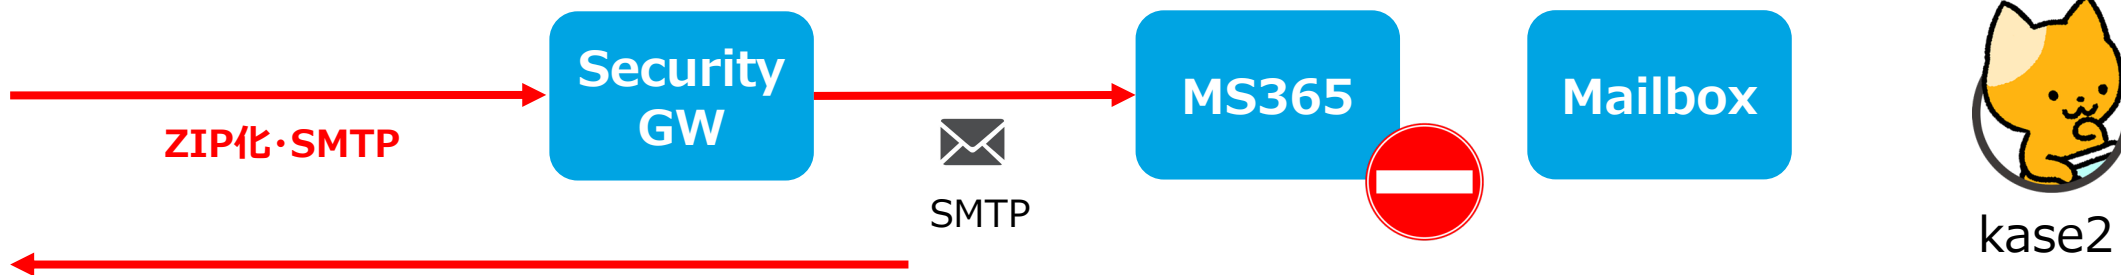 Security
GW
MS365
Mailbox
ZIP化・SMTP
SMTP
kase2